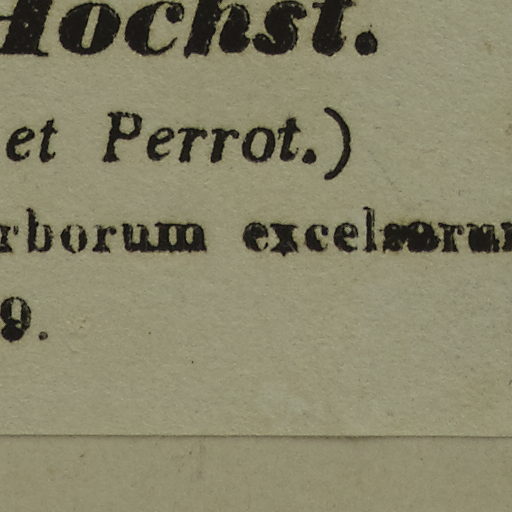 Hochst.
et Perrot.)
rborum excelsorum
9.